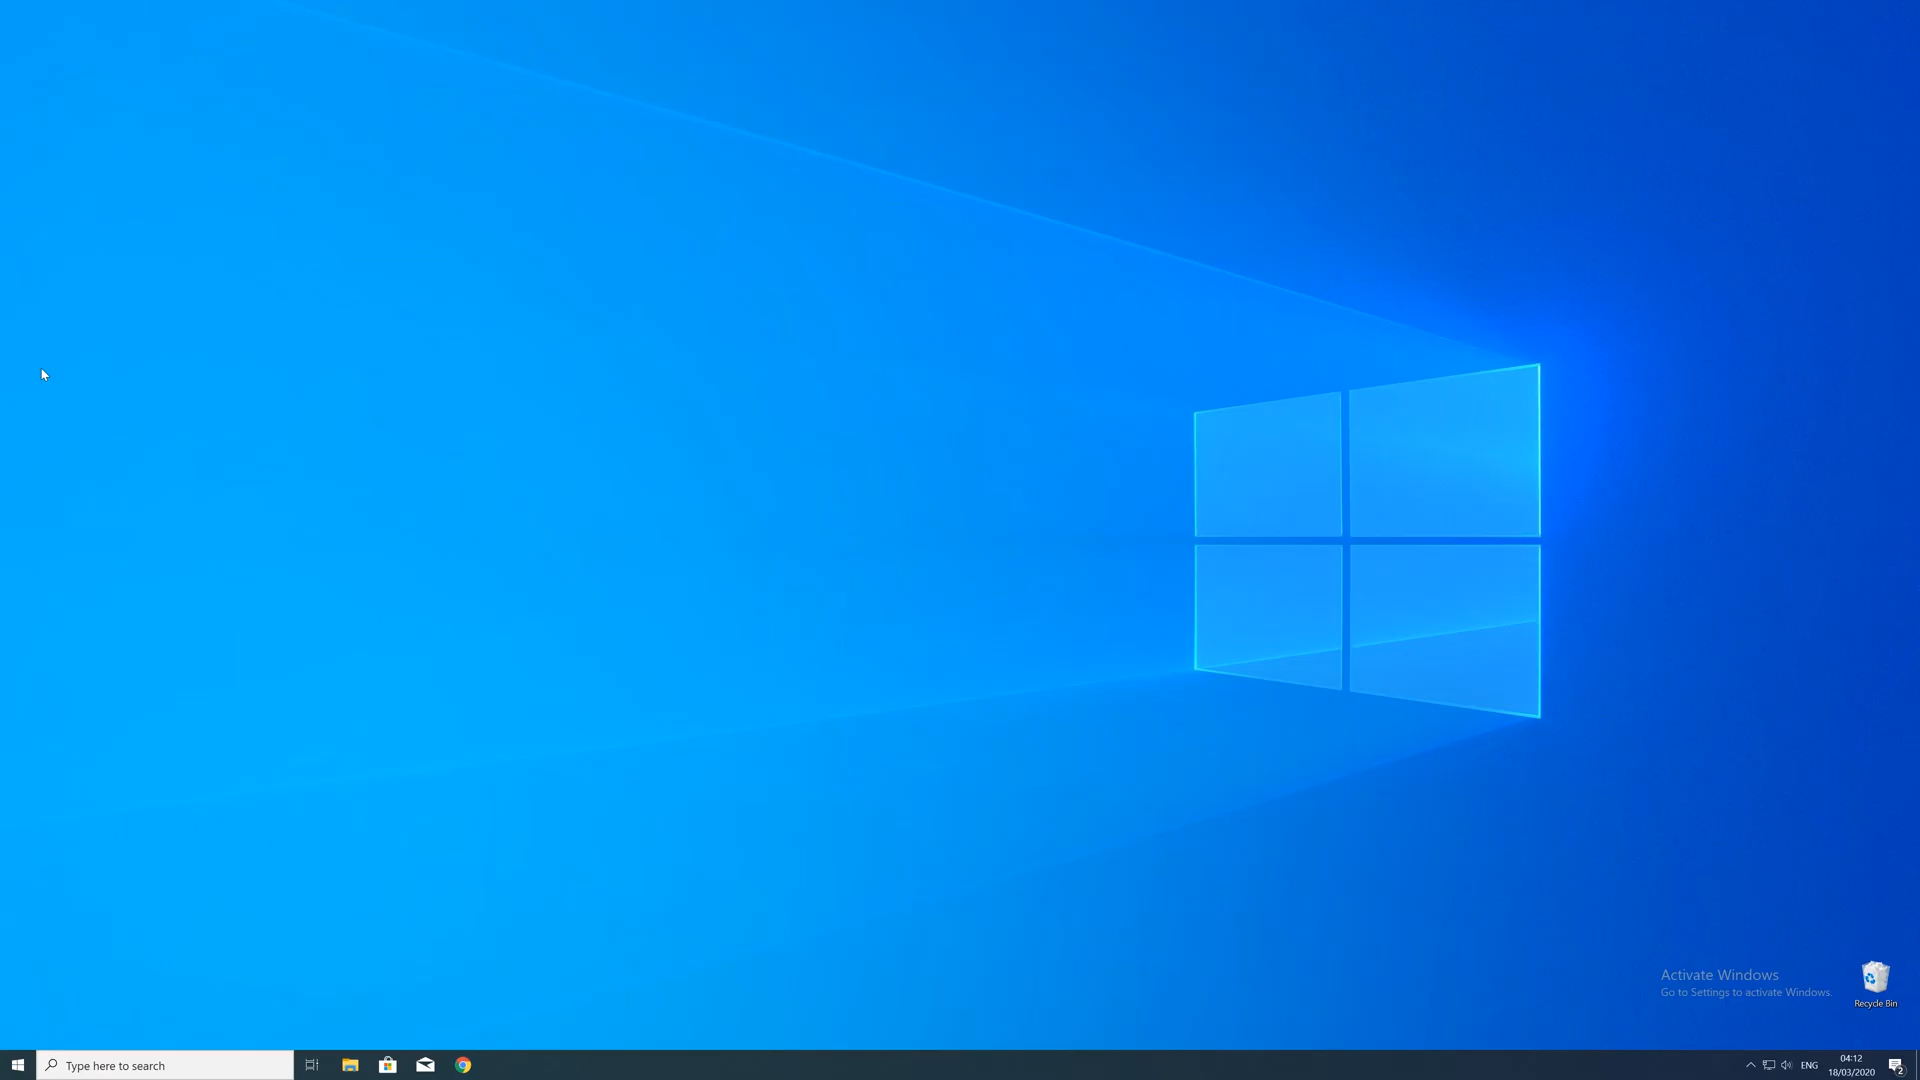 Activate Windows
Go to Settings to activate Windows.
Recycle Bin
Type here to search
ENG
04:12
18/03/2020
2